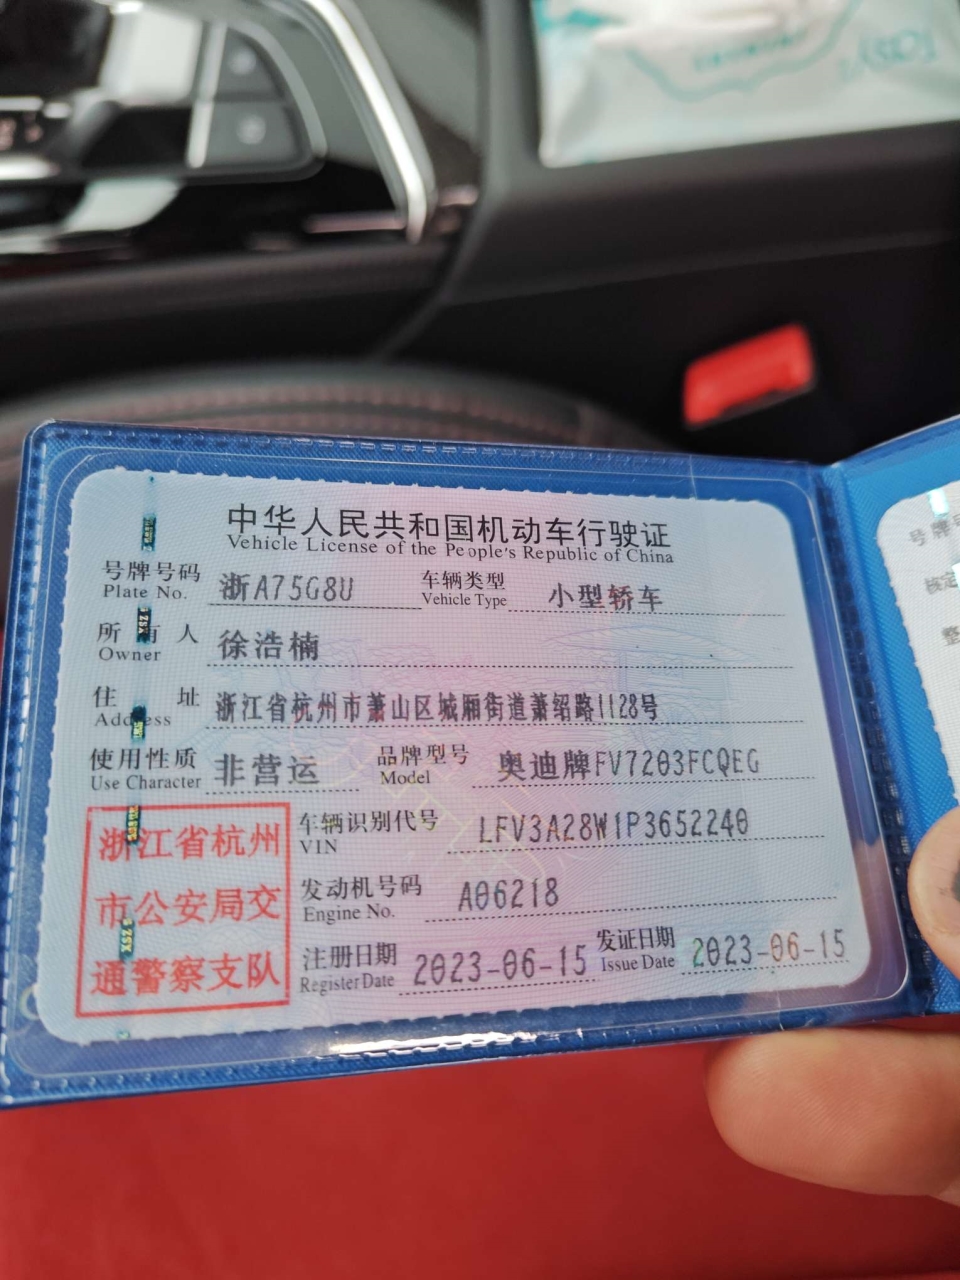 中华人民共和国机动车行驶证
Vehicle License of the People's Republic of China
号牌号码 浙A75G8U 车辆类型 小型轿车
Plate No. Vehicle Type
所有人 徐浩楠
Owner
住址 浙江省杭州市萧山区城厢街道萧绍路1128号
Address
使用性质 非营运 品牌型号 奥迪牌FV7203FCQEG
Use Character Model
浙江省杭州
市公安局交
通警察支队
车辆识别代号 LFV3A28W1P3652240
VIN
发动机号码 A06218
Engine No.
注册日期 2023-06-15 发证日期 2023-06-15
Register Date Issue Date
号牌号
核定
整